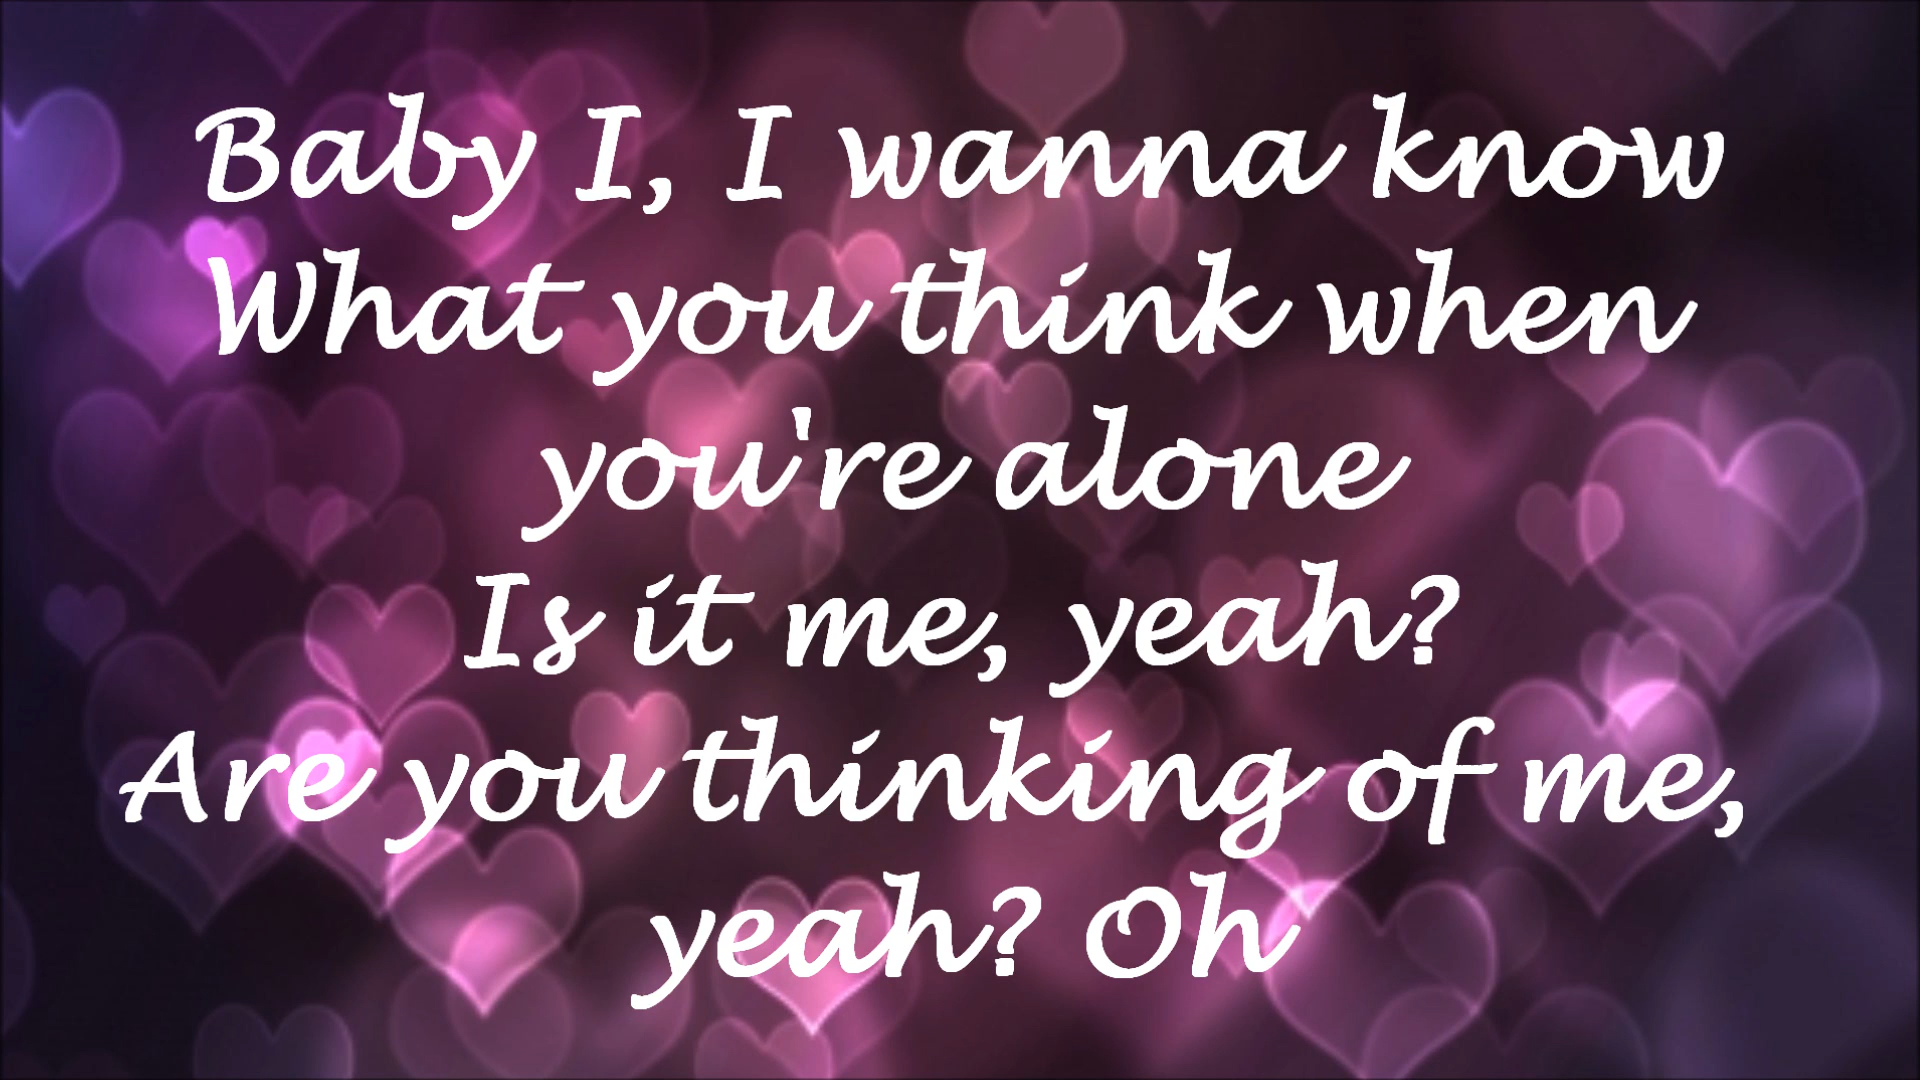 Baby I, I wanna know
What you think when
you're alone
Is it me, yeah?
Are you thinking of me,
yeah? Oh